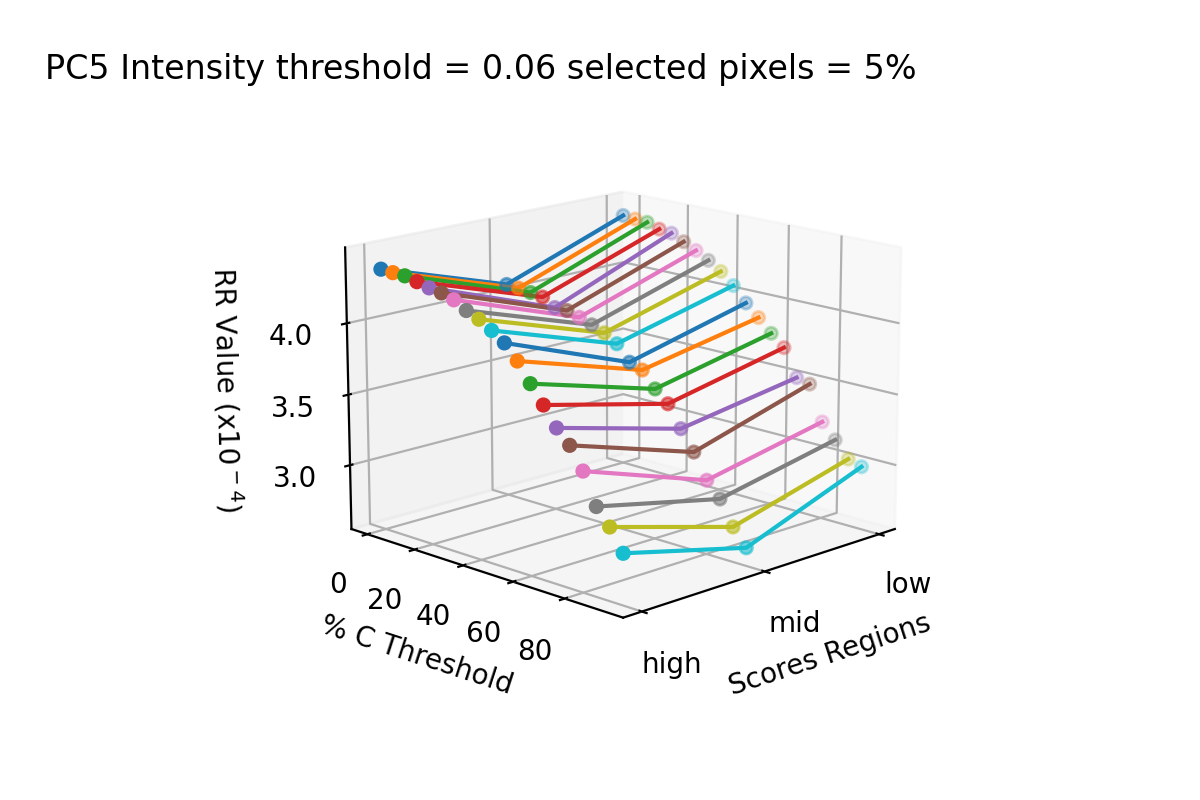 PC5 Intensity threshold = 0.06 selected pixels = 5%
RR Value (x10⁻⁴)
4.0
3.5
3.0
0
20
40
60
80
% C Threshold
high
mid
low
Scores Regions